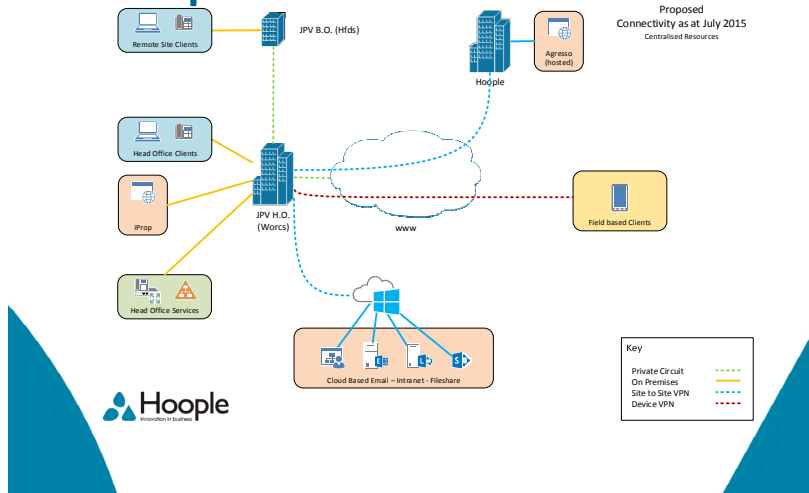 Proposed
Connectivity as at July 2015
Centralised Resources
JPV B.O. (Hfds)
Remote Site Clients
Agresso
(hosted)
Hoople
Head Office Clients
iProp
JPV H.O.
(Worcs)
www
Field based Clients
Head Office Services
E
L
S
Cloud Based Email – Intranet - Fileshare
Key
Private Circuit
On Premises
Site to Site VPN
Device VPN
Hoople
Innovation in business